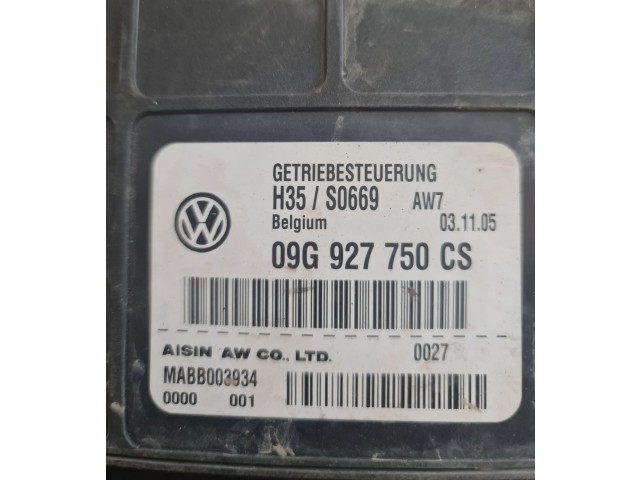 GETRIEBESTEUERUNG
H35 / S0669 AW7
Belgium 03.11.05
09G 927 750 CS
AISIN AW CO., LTD. 0027
MABB003934
0000 001